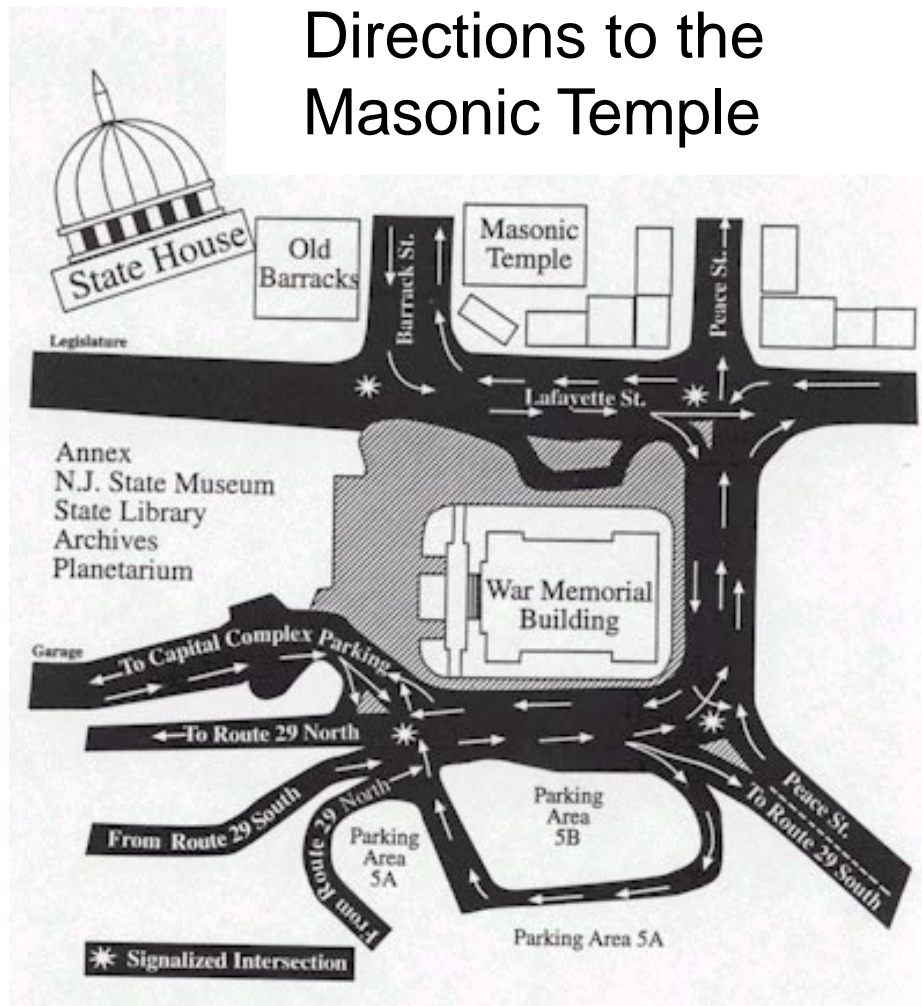 Directions to the
Masonic Temple
State House
Old
Barracks
Barrack St.
Masonic
Temple
Peace St.
Legislature
Lafayette St.
Annex
N.J. State Museum
State Library
Archives
Planetarium
War Memorial
Building
Garage
To Capital Complex Parking
To Route 29 North
From Route 29 South
From Route 29 North
Parking
Area
5A
Parking
Area
5B
Peace St.
To Route 29 South
Parking Area 5A
Signalized Intersection